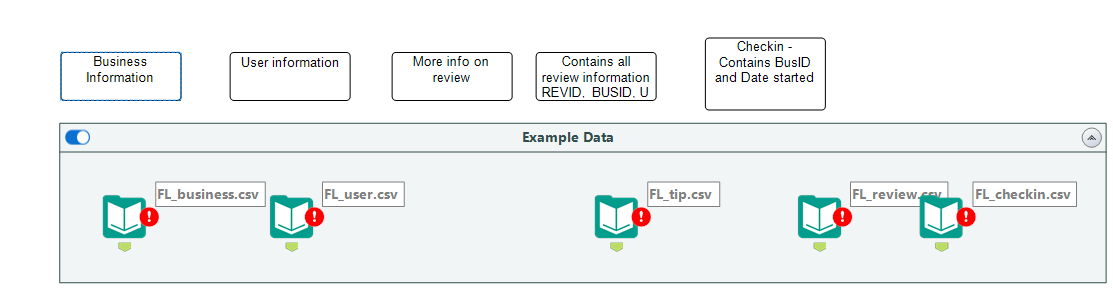 Business
Information
User information
More info on
review
Contains all
review information
REVID, BUSID, U
Checkin -
Contains BusID
and Date started
Example Data
FL_business.csv
FL_user.csv
FL_tip.csv
FL_review.csv
FL_checkin.csv